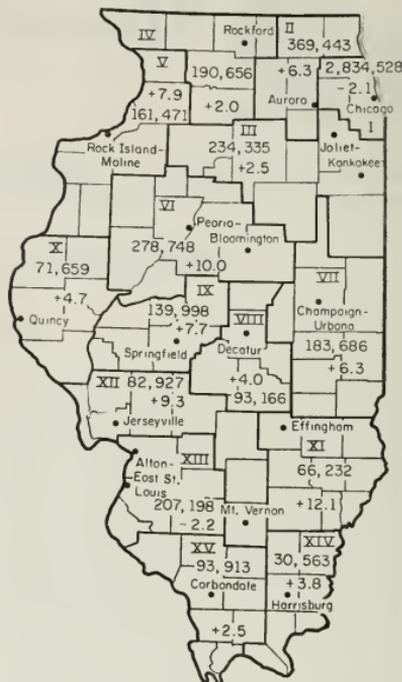 IV
Rockford
II
369,443
V
190,656
+6.3
2,834,528
+7.9
+2.0
Auroro
-2.1
Chicago
161,471
I
III
Rock Island-
Moline
234,335
+2.5
Joliet-
Konkokee
VI
Peorio-
Bloomington
X
278,748
71,659
+10.0
VII
+4.7
IX
139,998
Champaign-
Urbana
Quincy
+7.7
VIII
Springfield
Decatur
183,686
+6.3
XII 82,927
+4.0
+9.3
93,166
Jerseyville
Effingham
XI
Alton-
East St.
Louis
XIII
66,232
207,198
Mt. Vernon
+12.1
-2.2
XV
XIV
93,913
30,563
Carbondale
+3.8
Harrisburg
+2.5